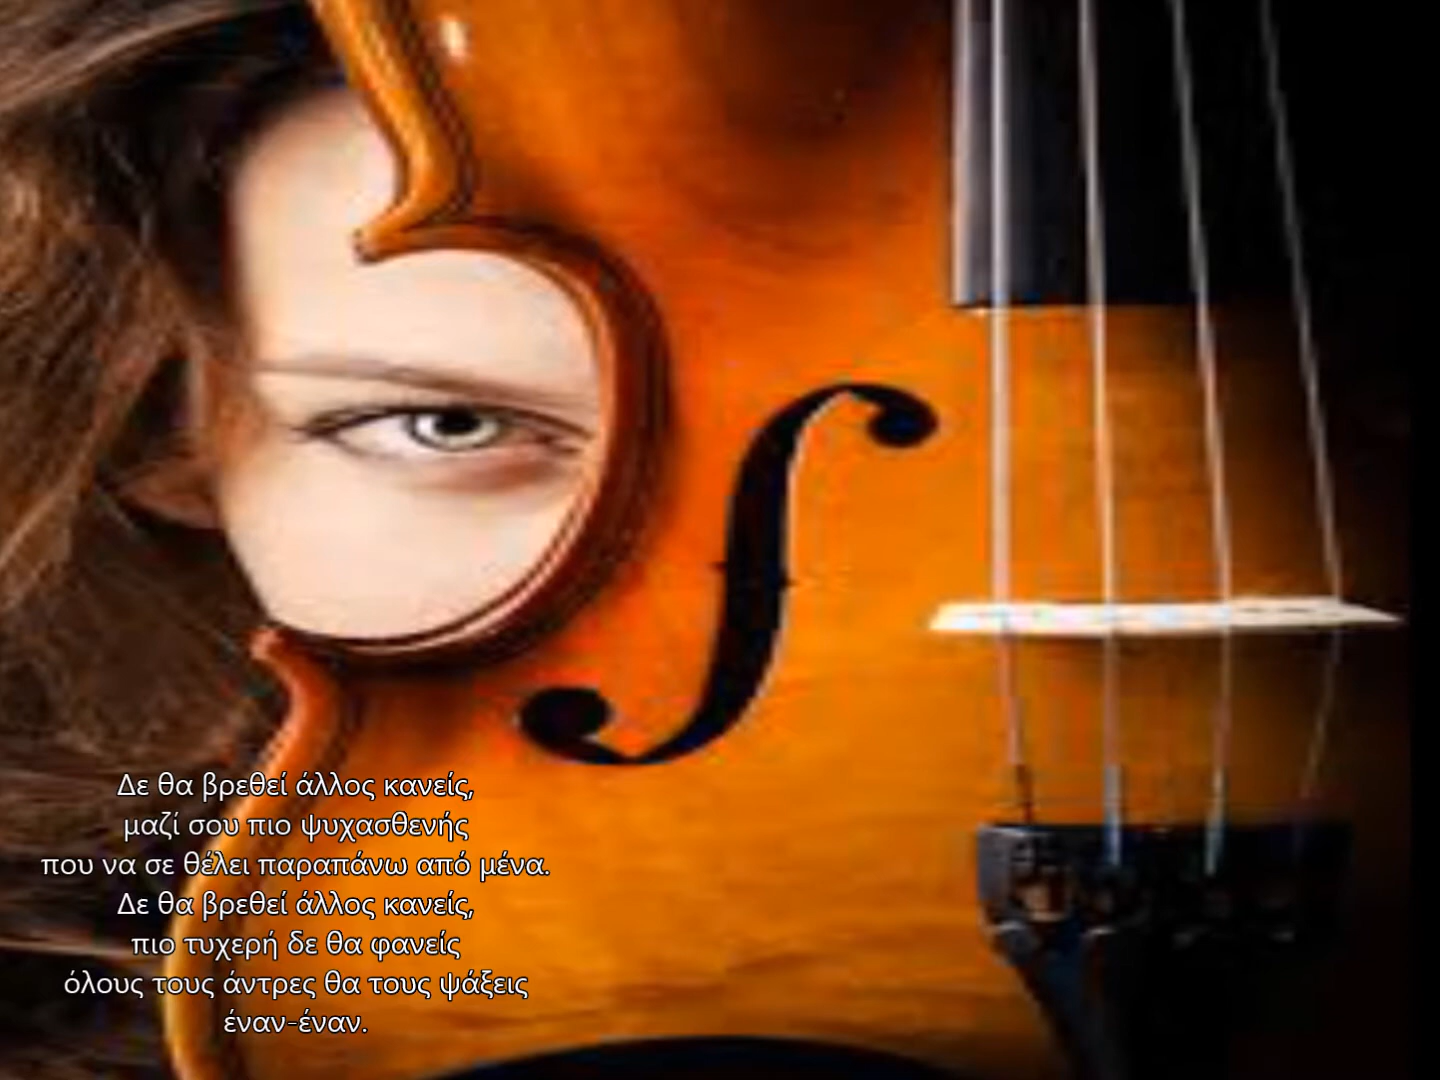 Δε θα βρεθεί άλλος κανείς,
μαζί σου πιο ψυχασθενής
που να σε θέλει παραπάνω από μένα.
Δε θα βρεθεί άλλος κανείς,
πιο τυχερή δε θα φανείς
όλους τους άντρες θα τους ψάξεις
έναν-έναν.